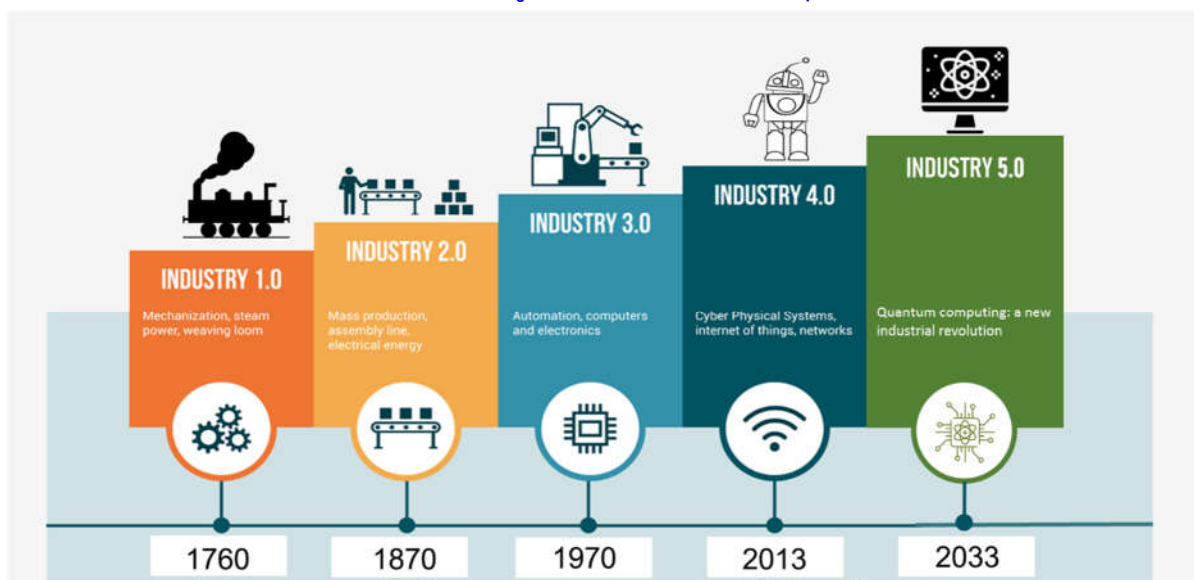 INDUSTRY 1.0
Mechanization, steam
power, weaving loom
1760
INDUSTRY 2.0
Mass production,
assembly line,
electrical energy
1870
INDUSTRY 3.0
Automation, computers
and electronics
1970
INDUSTRY 4.0
Cyber Physical Systems,
internet of things, networks
2013
INDUSTRY 5.0
Quantum computing: a new
industrial revolution
2033